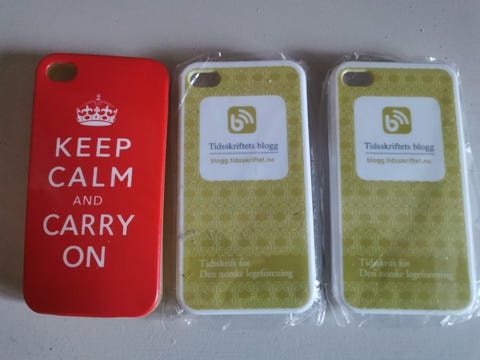 KEEP
CALM
AND
CARRY
ON
Tidsskriftets blogg
blogg.tidsskriftet.no
Tidsskrift for
Den norske legeforening
Tidsskriftets blogg
blogg.tidsskriftet.no
Tidsskrift for
Den norske legeforening